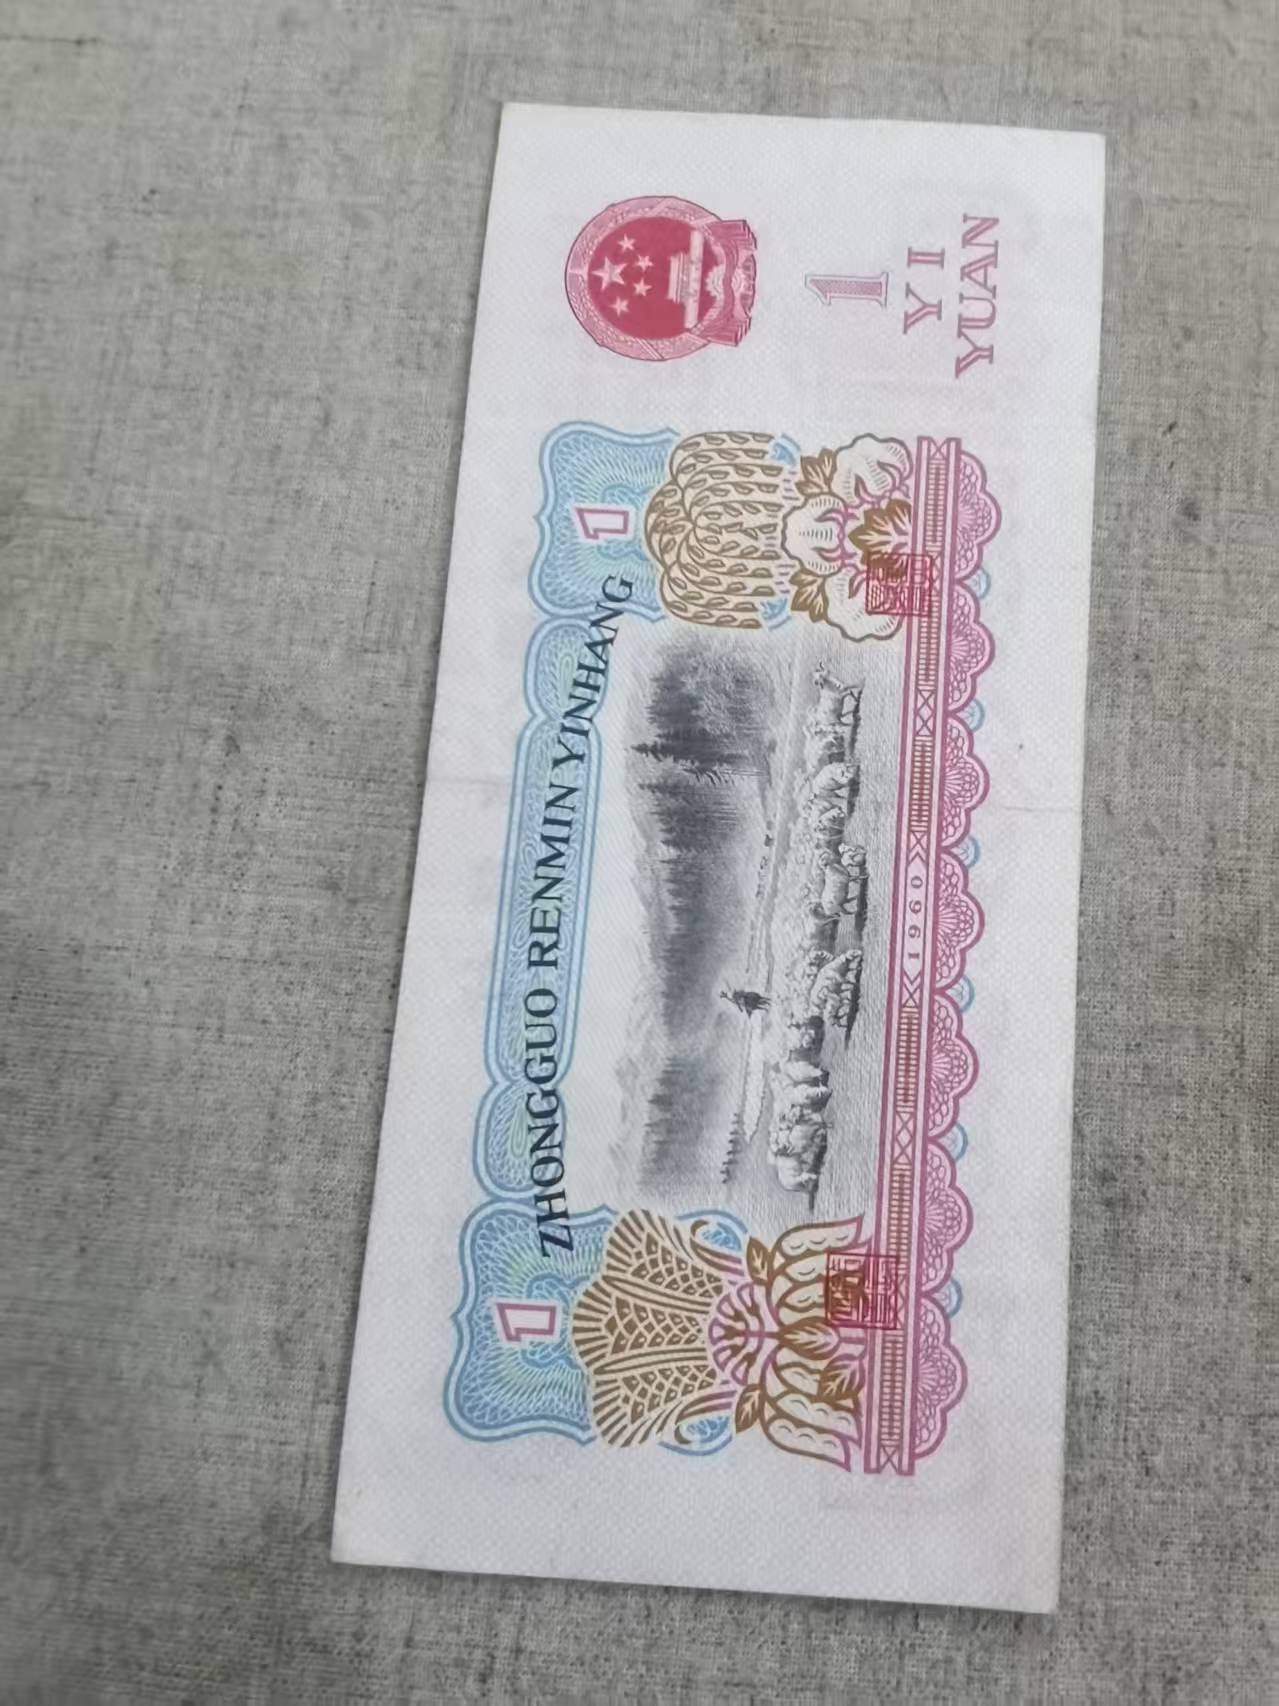 ZHONGGUO RENMIN YINHANG
1
1
1
YI
YUAN
1960